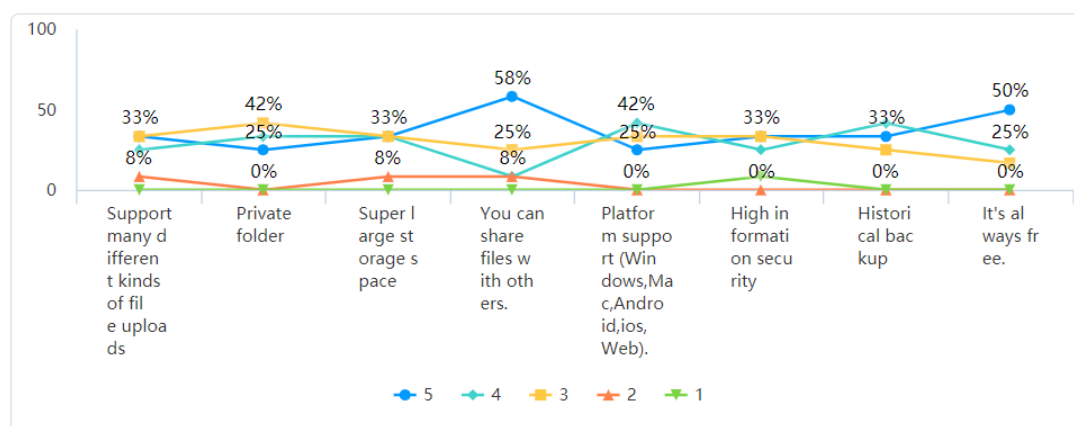 100
58%
50%
42%
42%
33%
33%
33%
33%
50
25%
25%
25%
25%
8%
8%
8%
0%
0%
0%
0%
0%
0
Support
many d
ifferen
t kinds
of fil
e uploa
ds
Private
folder
Super l
arge st
orage s
pace
You can
share
files w
ith oth
ers.
Platfor
m suppo
rt (Win
dows,Ma
c,Andro
id,ios,
Web).
High in
formati
on secu
rity
Histori
cal bac
kup
It's al
ways fr
ee.
5 4 3 2 1